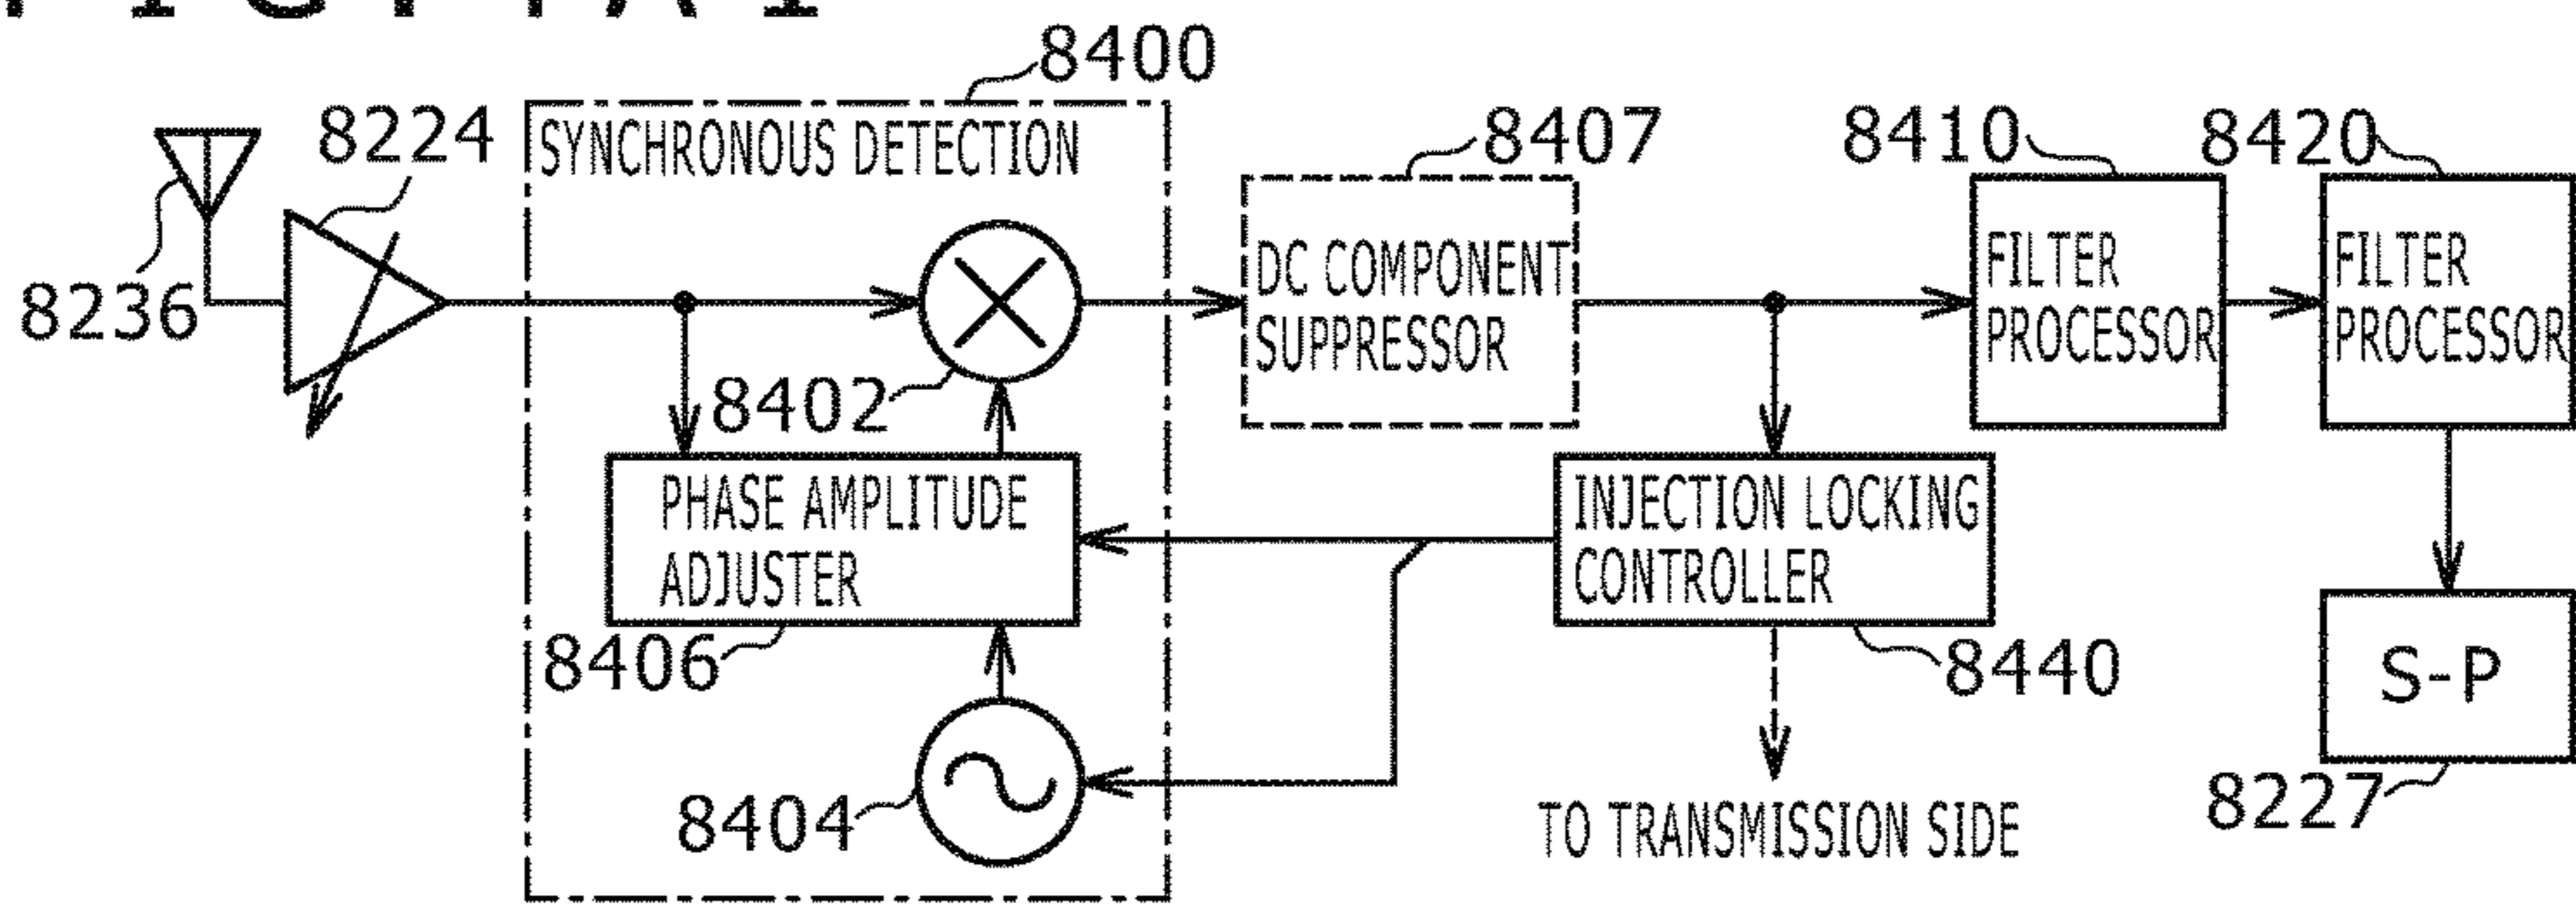 8400
8224
8407
8410
8420
SYNCHRONOUS DETECTION
8236
DC COMPONENT
SUPPRESSOR
FILTER
PROCESSOR
FILTER
PROCESSOR
8402
PHASE AMPLITUDE
ADJUSTER
INJECTION LOCKING
CONTROLLER
8406
8440
S-P
8404
8227
TO TRANSMISSION SIDE